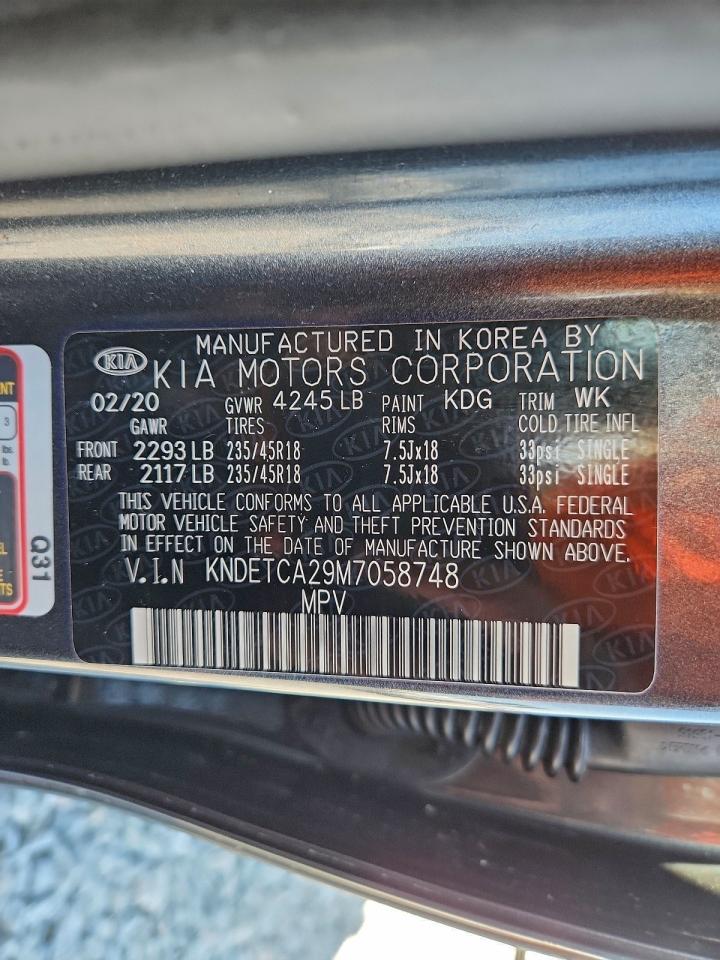 MANUFACTURED IN KOREA BY
KIA KIA MOTORS CORPORATION
02/20 GVWR 4245 LB PAINT KDG TRIM WK
GAWR TIRES RIMS COLD TIRE INFL
FRONT 2293 LB 235/45R18 7.5Jx18 33psi SINGLE
REAR 2117 LB 235/45R18 7.5Jx18 33psi SINGLE
THIS VEHICLE CONFORMS TO ALL APPLICABLE U.S.A. FEDERAL
MOTOR VEHICLE SAFETY AND THEFT PREVENTION STANDARDS
IN EFFECT ON THE DATE OF MANUFACTURE SHOWN ABOVE.
V.I.N KNDETCA29M7058748
MPV
Q31
3
lbs.
lb.